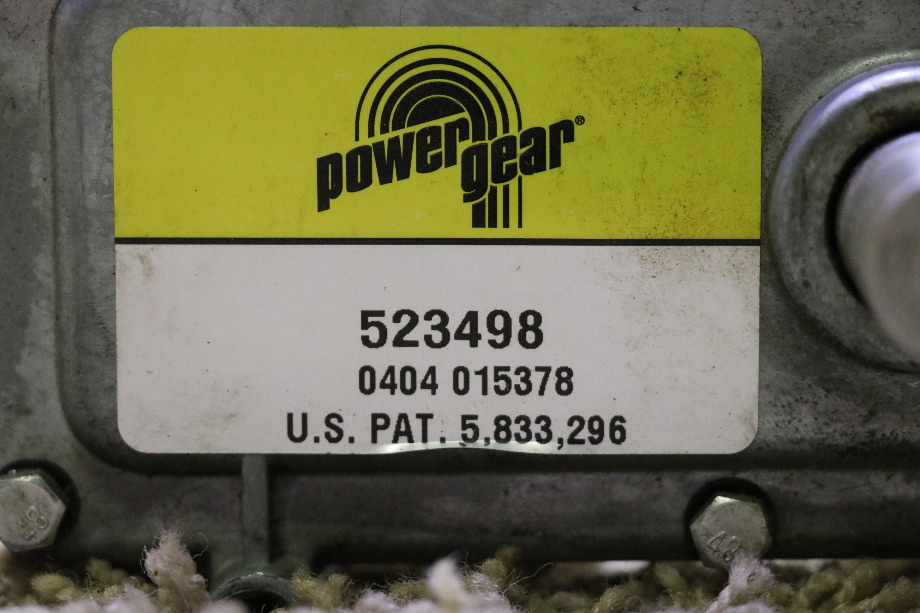 power gear®
523498
0404 015378
U.S. PAT. 5,833,296
48
48